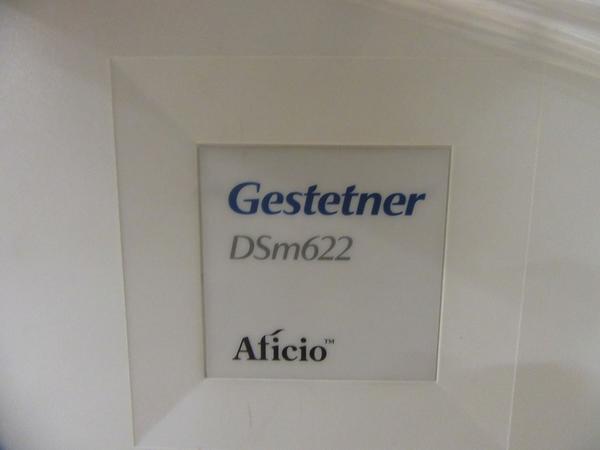 Gestetner
DSm622
Aficio™